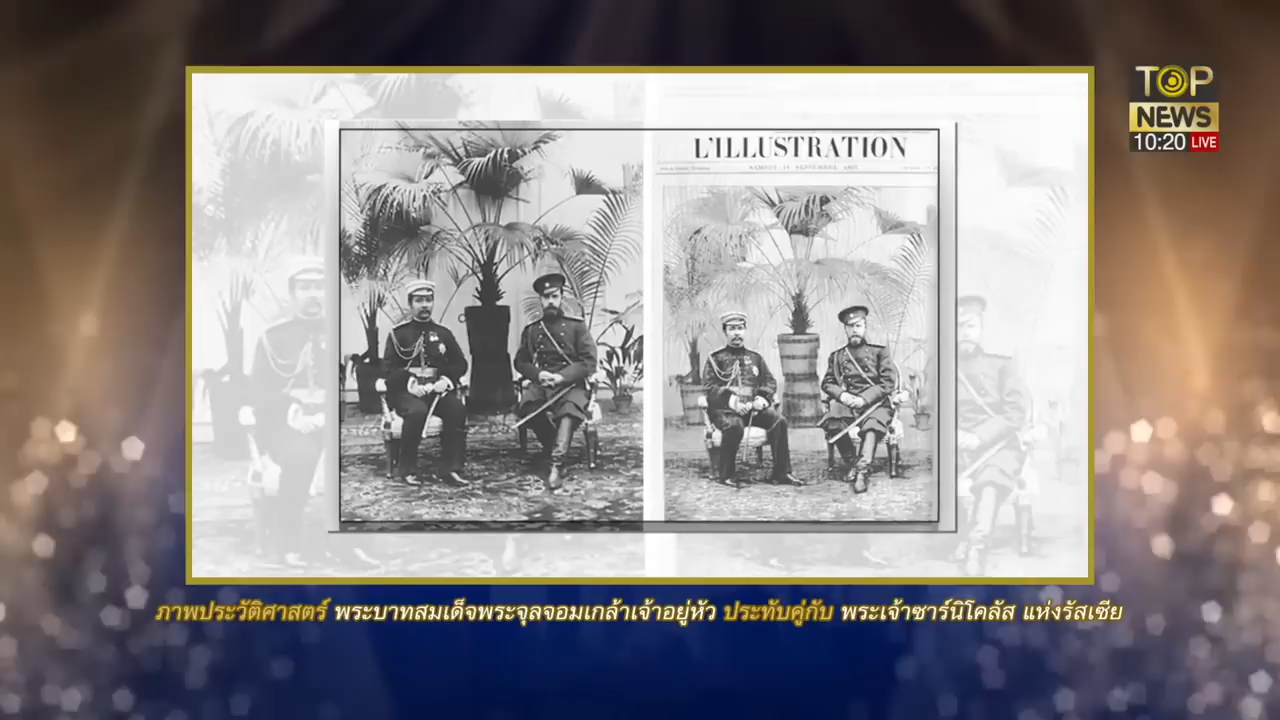 TOP
NEWS
10:20 LIVE
L'ILLUSTRATION
SAMEDI 11 SEPTEMBRE 1897
ภาพประวัติศาสตร์ พระบาทสมเด็จพระจุลจอมเกล้าเจ้าอยู่หัว ประทับคู่กับ พระเจ้าซาร์นิโคลัส แห่งรัสเซีย